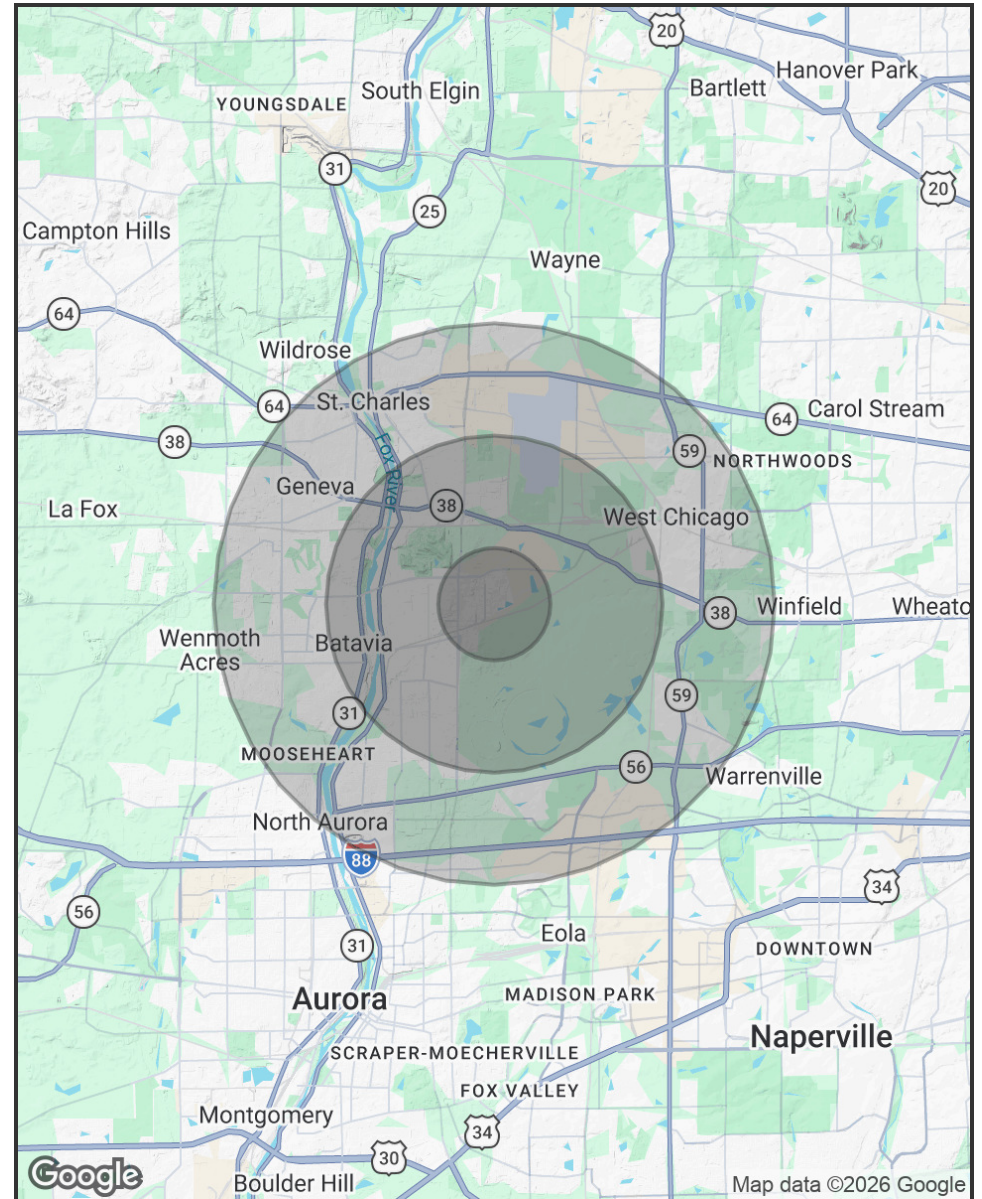 20
Hanover Park
Bartlett
South Elgin
YOUNGSDALE
31
20
25
Campton Hills
Wayne
64
Wildrose
St. Charles
64
Carol Stream
64
38
59
NORTHWOODS
Fox River
Geneva
38
La Fox
West Chicago
38
Winfield
Wheato
Wenmoth
Acres
Batavia
59
31
MOOSEHEART
56
Warrenville
North Aurora
88
34
56
Eola
31
DOWNTOWN
Aurora
MADISON PARK
Naperville
SCRAPER-MOECHERVILLE
FOX VALLEY
Montgomery
34
30
Google
Boulder Hill
Map data ©2026 Google